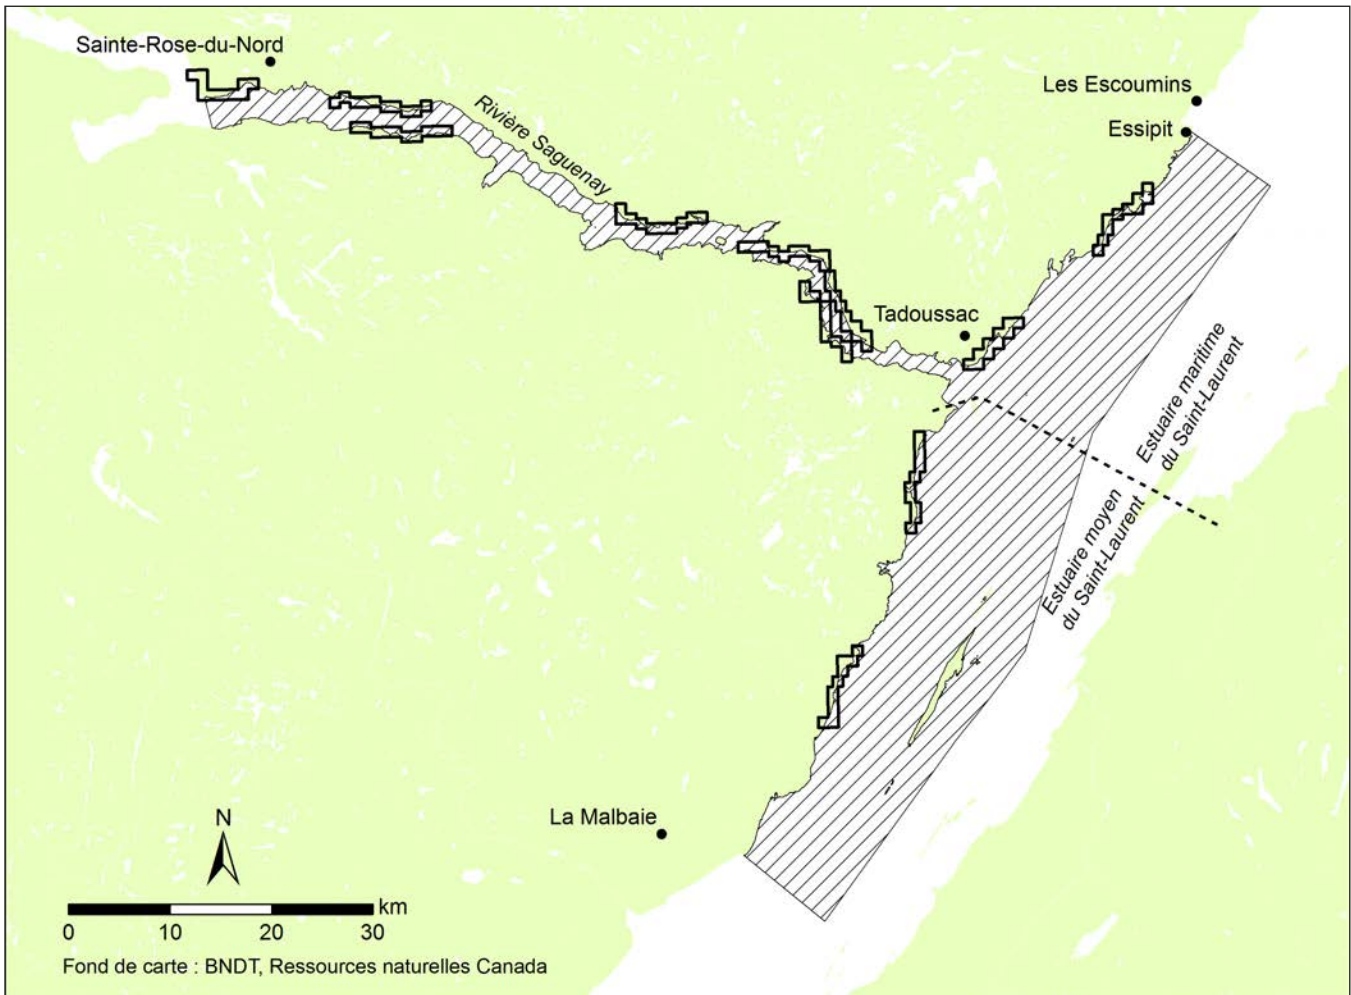 Sainte-Rose-du-Nord
Les Escoumins
Rivière Saguenay
Essipit
Tadoussac
Estuaire maritime
du Saint-Laurent
Estuaire moyen
du Saint-Laurent
La Malbaie
N
km
0 10 20 30
Fond de carte : BNDT, Ressources naturelles Canada